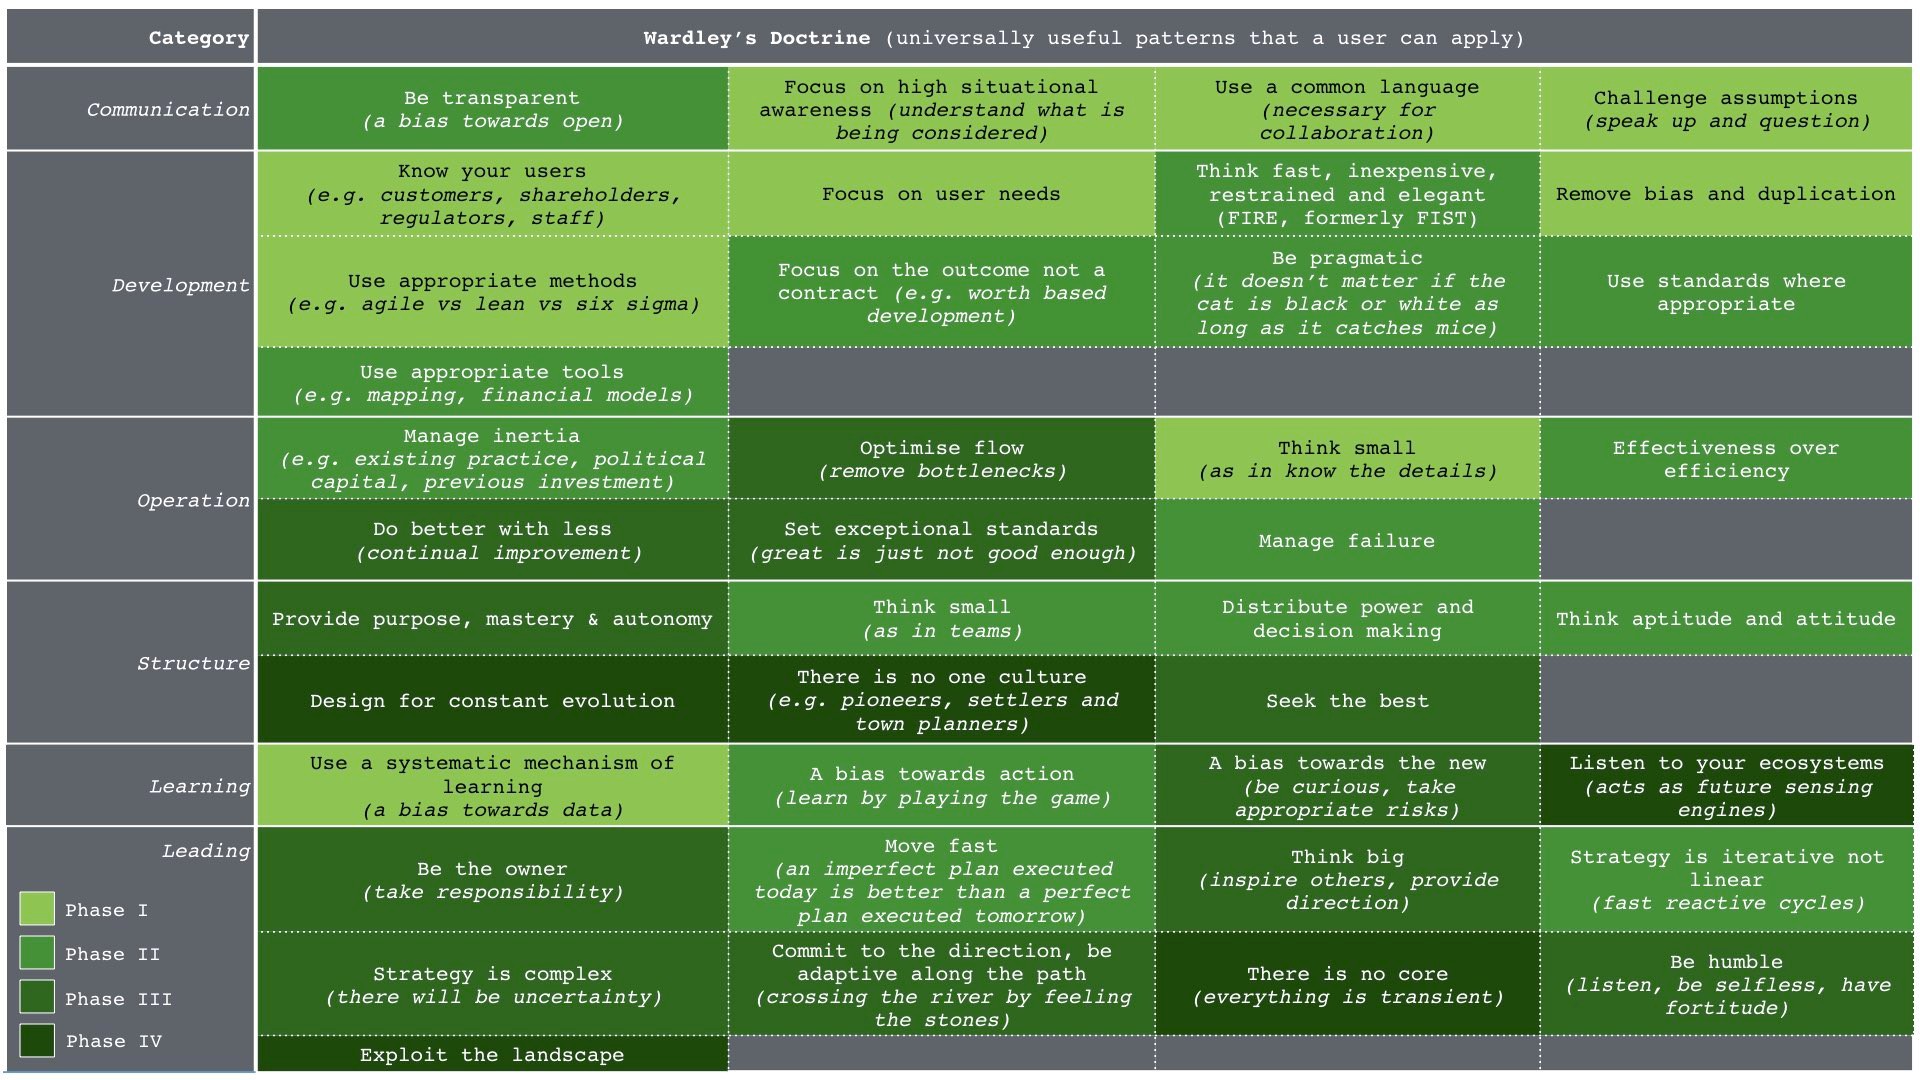 Category
Wardley’s Doctrine (universally useful patterns that a user can apply)
Communication
Be transparent
(a bias towards open)
Focus on high situational
awareness (understand what is
being considered)
Use a common language
(necessary for
collaboration)
Challenge assumptions
(speak up and question)
Development
Know your users
(e.g. customers, shareholders,
regulators, staff)
Focus on user needs
Think fast, inexpensive,
restrained and elegant
(FIRE, formerly FIST)
Remove bias and duplication
Use appropriate methods
(e.g. agile vs lean vs six sigma)
Focus on the outcome not a
contract (e.g. worth based
development)
Be pragmatic
(it doesn’t matter if the
cat is black or white as
long as it catches mice)
Use standards where
appropriate
Use appropriate tools
(e.g. mapping, financial models)
Operation
Manage inertia
(e.g. existing practice, political
capital, previous investment)
Optimise flow
(remove bottlenecks)
Think small
(as in know the details)
Effectiveness over
efficiency
Do better with less
(continual improvement)
Set exceptional standards
(great is just not good enough)
Manage failure
Structure
Provide purpose, mastery & autonomy
Think small
(as in teams)
Distribute power and
decision making
Think aptitude and attitude
Design for constant evolution
There is no one culture
(e.g. pioneers, settlers and
town planners)
Seek the best
Learning
Use a systematic mechanism of
learning
(a bias towards data)
A bias towards action
(learn by playing the game)
A bias towards the new
(be curious, take
appropriate risks)
Listen to your ecosystems
(acts as future sensing
engines)
Leading
Be the owner
(take responsibility)
Move fast
(an imperfect plan executed
today is better than a perfect
plan executed tomorrow)
Think big
(inspire others, provide
direction)
Strategy is iterative not
linear
(fast reactive cycles)
Strategy is complex
(there will be uncertainty)
Commit to the direction, be
adaptive along the path
(crossing the river by feeling
the stones)
There is no core
(everything is transient)
Be humble
(listen, be selfless, have
fortitude)
Exploit the landscape
Phase I
Phase II
Phase III
Phase IV